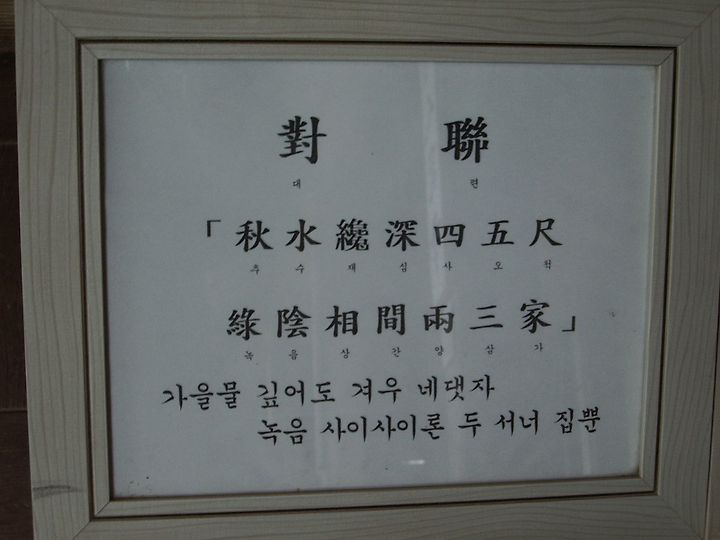 對 聯
대 련
「秋水纔深四五尺
추 수 재 심 사 오 척
綠陰相間兩三家」
녹 음 상 간 양 삼 가
가을물 깊어도 겨우 네댓자
녹음 사이사이론 두 서너 집뿐